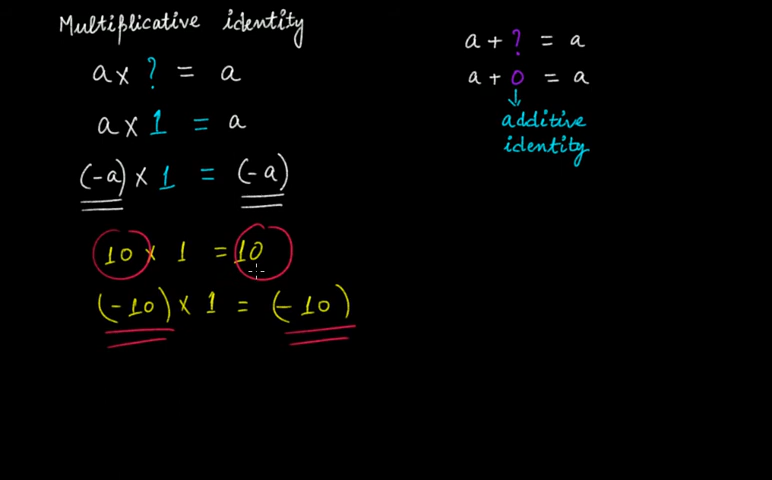 Multiplicative identity
a x ? = a
a x 1 = a
(-a) x 1 = (-a)
10 x 1 = 10
(-10) x 1 = (-10)
a + ? = a
a + 0 = a
additive
identity